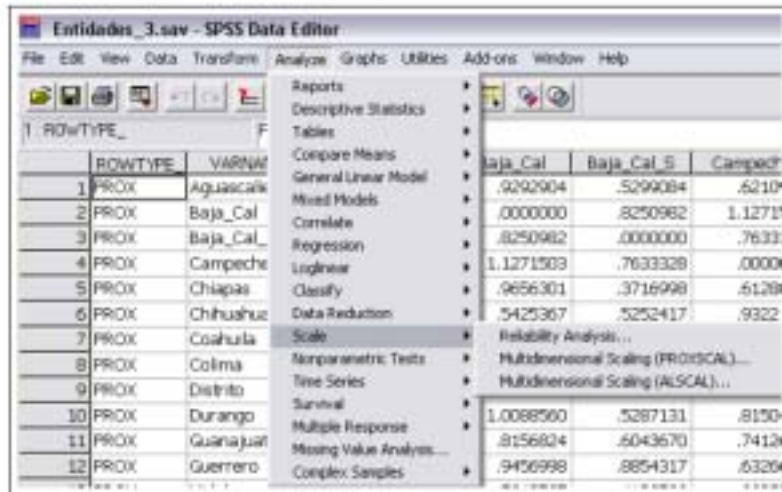 Entidades_3.sav - SPSS Data Editor
File Edit View Data Transform Analyze Graphs Utilities Add-ons Window Help
1 : ROWTYPE_
Reports
Descriptive Statistics
Tables
Compare Means
General Linear Model
Mixed Models
Correlate
Regression
Loglinear
Classify
Data Reduction
Scale
Nonparametric Tests
Time Series
Survival
Multiple Response
Missing Value Analysis...
Complex Samples
Reliability Analysis...
Multidimensional Scaling (PROXSCAL)...
Multidimensional Scaling (ALSCAL)...
ROWTYPE_ VARNA aja_Cal Baja_Cal_S Campech
1 PROX Aguascalie .9292904 .5299084 .6210
2 PROX Baja_Cal .0000000 .8250982 1.1271
3 PROX Baja_Cal_ .8250982 .0000000 .7633
4 PROX Campeche 1.1271503 .7633328 .0000
5 PROX Chiapas .9656301 .3716998 .6128
6 PROX Chihuahua .5425367 .5252417 .9322
7 PROX Coahuila
8 PROX Colima
9 PROX Distrito
10 PROX Durango 1.0088560 .5287131 .8150
11 PROX Guanajuat .8156824 .6043670 .7412
12 PROX Guerrero .9456998 .8854317 .6326